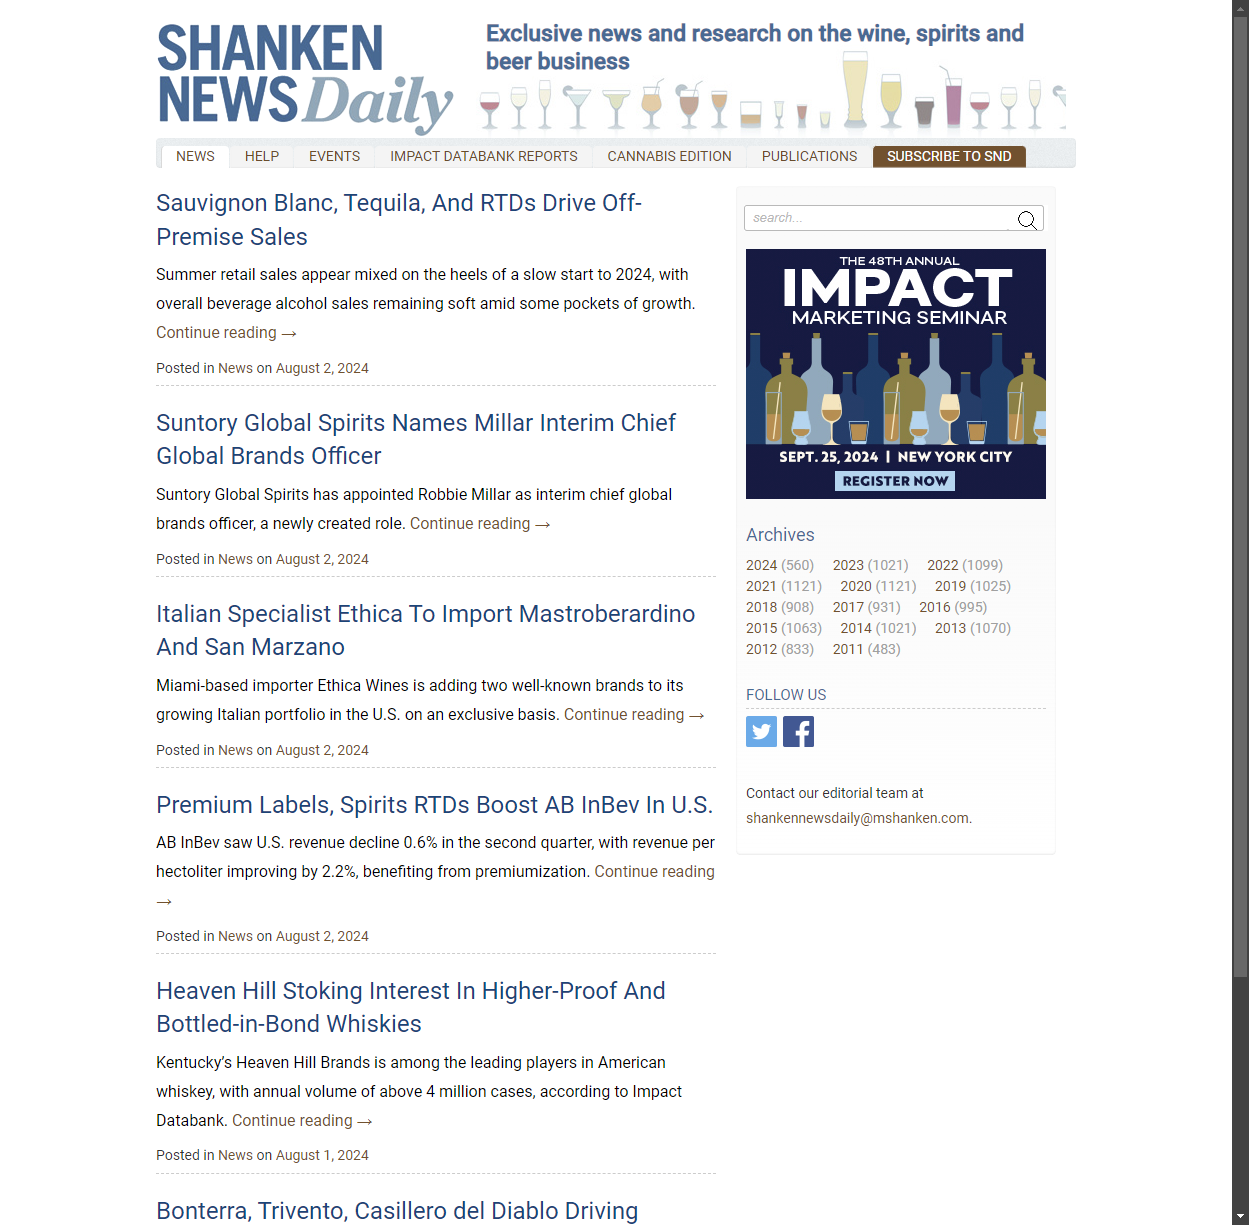 SHANKEN
NEWS Daily
Exclusive news and research on the wine, spirits and
beer business
NEWS HELP EVENTS IMPACT DATABANK REPORTS CANNABIS EDITION PUBLICATIONS SUBSCRIBE TO SND
Sauvignon Blanc, Tequila, And RTDs Drive Off-
Premise Sales
Summer retail sales appear mixed on the heels of a slow start to 2024, with
overall beverage alcohol sales remaining soft amid some pockets of growth.
Continue reading →
Posted in News on August 2, 2024
Suntory Global Spirits Names Millar Interim Chief
Global Brands Officer
Suntory Global Spirits has appointed Robbie Millar as interim chief global
brands officer, a newly created role. Continue reading →
Posted in News on August 2, 2024
Italian Specialist Ethica To Import Mastroberardino
And San Marzano
Miami-based importer Ethica Wines is adding two well-known brands to its
growing Italian portfolio in the U.S. on an exclusive basis. Continue reading →
Posted in News on August 2, 2024
Premium Labels, Spirits RTDs Boost AB InBev In U.S.
AB InBev saw U.S. revenue decline 0.6% in the second quarter, with revenue per
hectoliter improving by 2.2%, benefiting from premiumization. Continue reading
→
Posted in News on August 2, 2024
Heaven Hill Stoking Interest In Higher-Proof And
Bottled-in-Bond Whiskies
Kentucky’s Heaven Hill Brands is among the leading players in American
whiskey, with annual volume of above 4 million cases, according to Impact
Databank. Continue reading →
Posted in News on August 1, 2024
Bonterra, Trivento, Casillero del Diablo Driving
search...
THE 48TH ANNUAL
IMPACT
MARKETING SEMINAR
SEPT. 25, 2024 | NEW YORK CITY
REGISTER NOW
Archives
2024 (560) 2023 (1021) 2022 (1099)
2021 (1121) 2020 (1121) 2019 (1025)
2018 (908) 2017 (931) 2016 (995)
2015 (1063) 2014 (1021) 2013 (1070)
2012 (833) 2011 (483)
FOLLOW US
Contact our editorial team at
shankennewsdaily@mshanken.com.